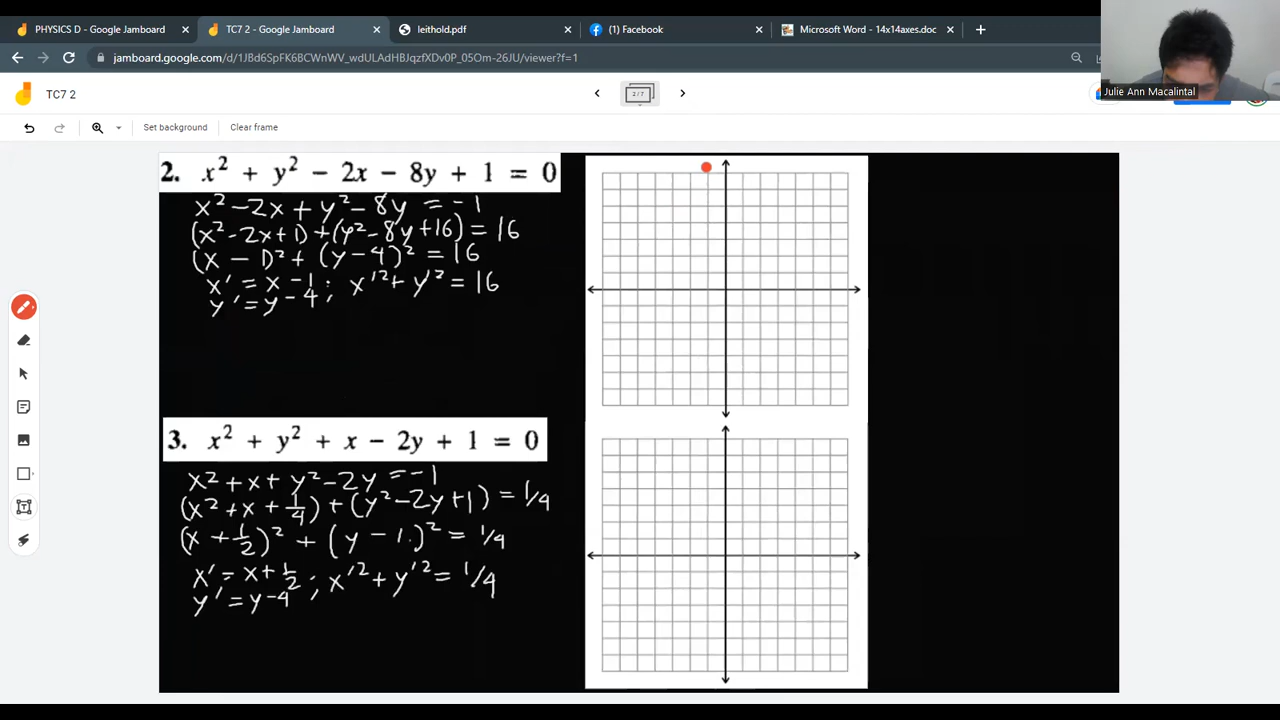 PHYSICS D - Google Jamboard
TC7 2 - Google Jamboard
leithold.pdf
(1) Facebook
Microsoft Word - 14x14axes.doc
jamboard.google.com/d/1JBd6SpFK6BCWnWV_wdULAdHBJqzfXDv0P_05Om-26JU/viewer?f=1
Julie Ann Macalintal
TC7 2
2 / 7
Set background
Clear frame
2. x² + y² − 2x − 8y + 1 = 0
x² − 2x + y² − 8y = −1
(x² − 2x + 1) + (y² − 8y + 16) = 16
(x − 1)² + (y − 4)² = 16
x' = x − 1 ; x'² + y'² = 16
y' = y − 4
3. x² + y² + x − 2y + 1 = 0
x² + x + y² − 2y = −1
(x² + x + 1/4) + (y² − 2y + 1) = 1/4
(x + 1/2)² + (y − 1.)² = 1/4
x' = x + 1/2 ; x'² + y'² = 1/4
y' = y − 4